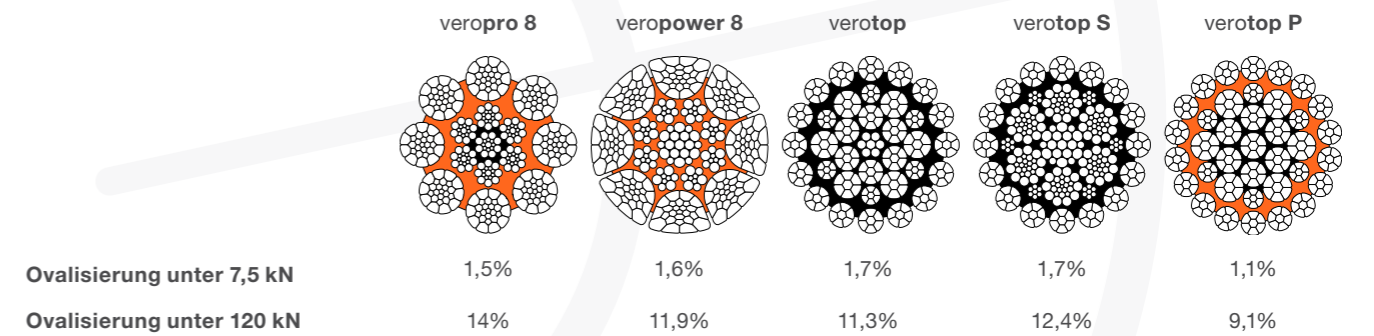 veropro 8 veropower 8 verotop verotop S verotop P
Ovalisierung unter 7,5 kN 1,5% 1,6% 1,7% 1,7% 1,1%
Ovalisierung unter 120 kN 14% 11,9% 11,3% 12,4% 9,1%